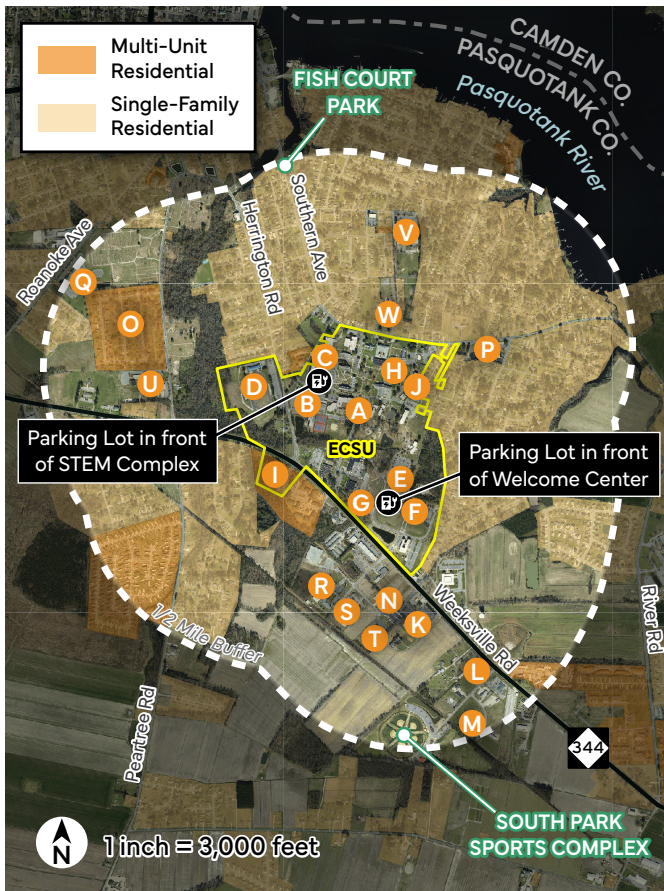 Multi-Unit
Residential
Single-Family
Residential
CAMDEN CO.
PASQUOTANK CO.
Pasquotank River
FISH COURT
PARK
Southern Ave
Herrington Rd
Roanoke Ave
V
Q
O
W
P
C
H
U
D
J
B
A
Parking Lot in front
of STEM Complex
ECSU
Parking Lot in front
of Welcome Center
I
E
G
F
R
N
S
K
T
Weeksville Rd
River Rd
1/2 Mile Buffer
L
M
Peartree Rd
344
N
1 inch = 3,000 feet
SOUTH PARK
SPORTS COMPLEX